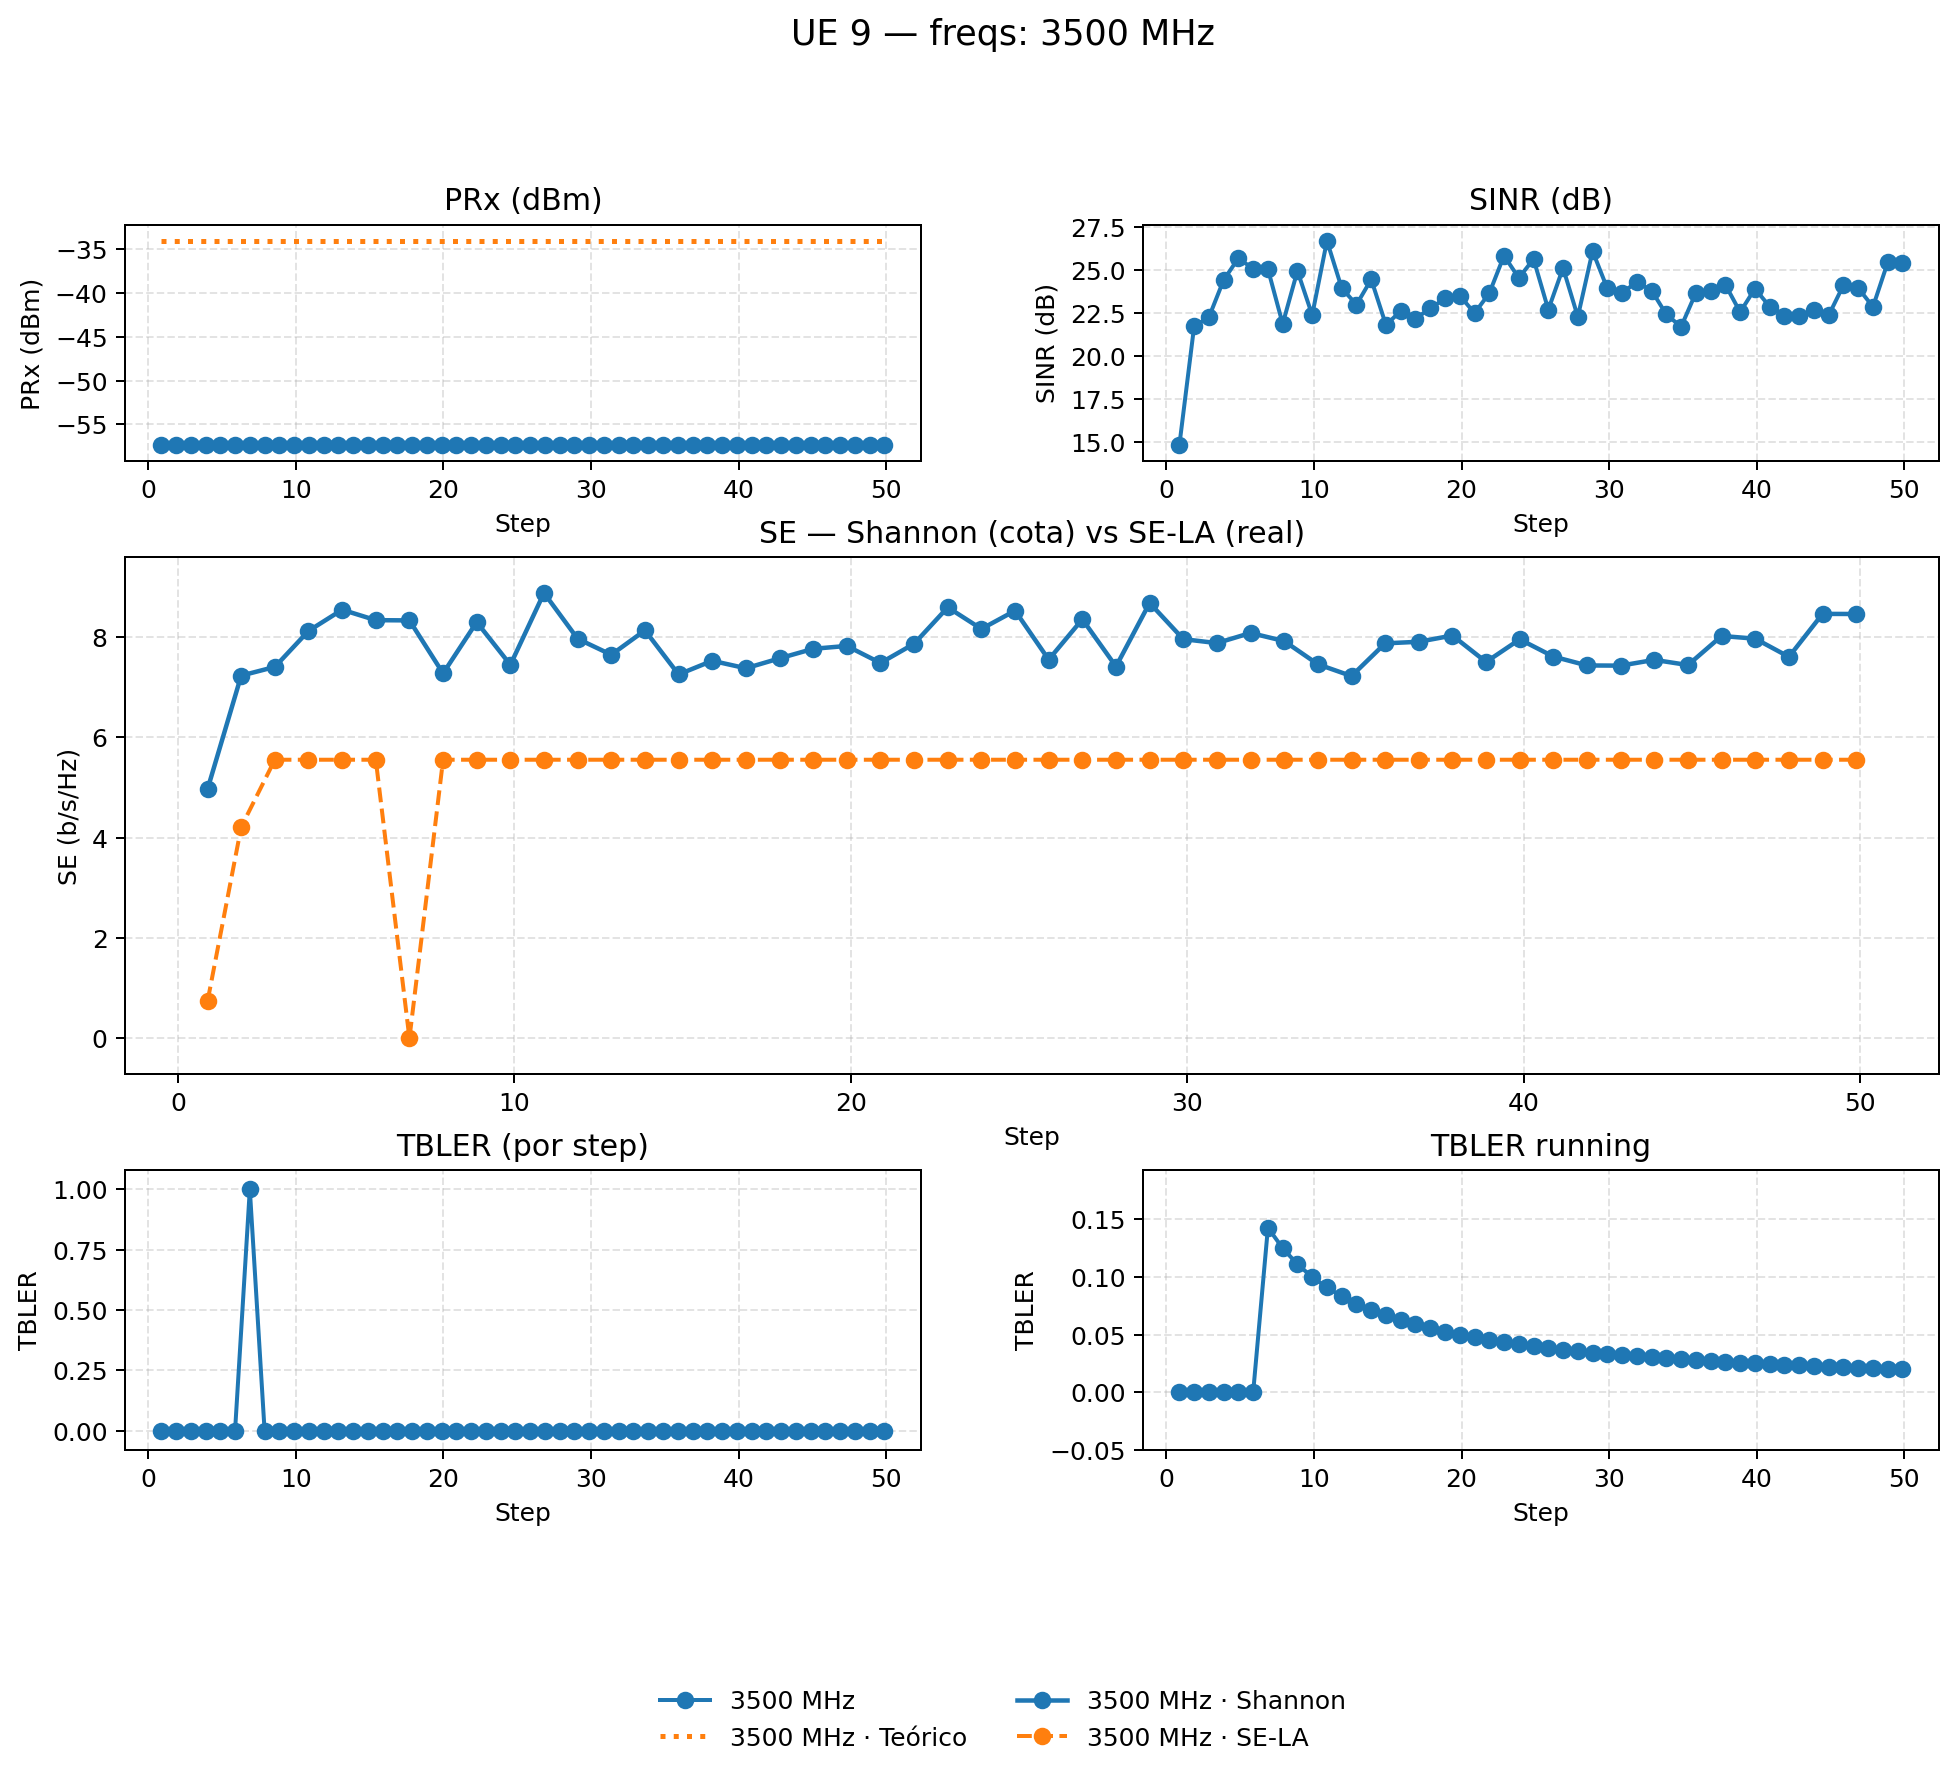 UE 9 — freqs: 3500 MHz
PRx (dBm)
PRx (dBm)
−35
−40
−45
−50
−55
0 10 20 30 40 50
Step
SINR (dB)
SINR (dB)
27.5
25.0
22.5
20.0
17.5
15.0
0 10 20 30 40 50
Step
SE — Shannon (cota) vs SE-LA (real)
SE (b/s/Hz)
8
6
4
2
0
0 10 20 30 40 50
Step
TBLER (por step)
TBLER
1.00
0.75
0.50
0.25
0.00
0 10 20 30 40 50
Step
TBLER running
TBLER
0.15
0.10
0.05
0.00
−0.05
0 10 20 30 40 50
Step
3500 MHz
3500 MHz · Teórico
3500 MHz · Shannon
3500 MHz · SE-LA